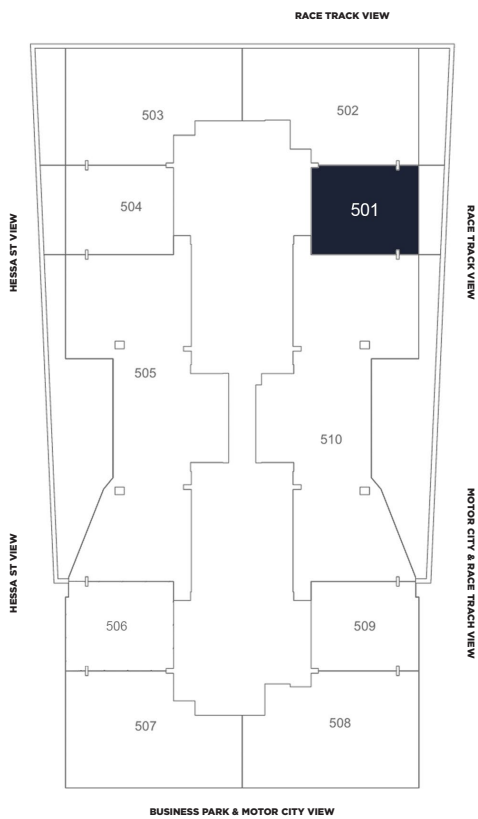 RACE TRACK VIEW
503
502
504
501
HESSA ST VIEW
RACE TRACK VIEW
505
510
HESSA ST VIEW
MOTOR CITY & RACE TRACH VIEW
506
509
507
508
BUSINESS PARK & MOTOR CITY VIEW